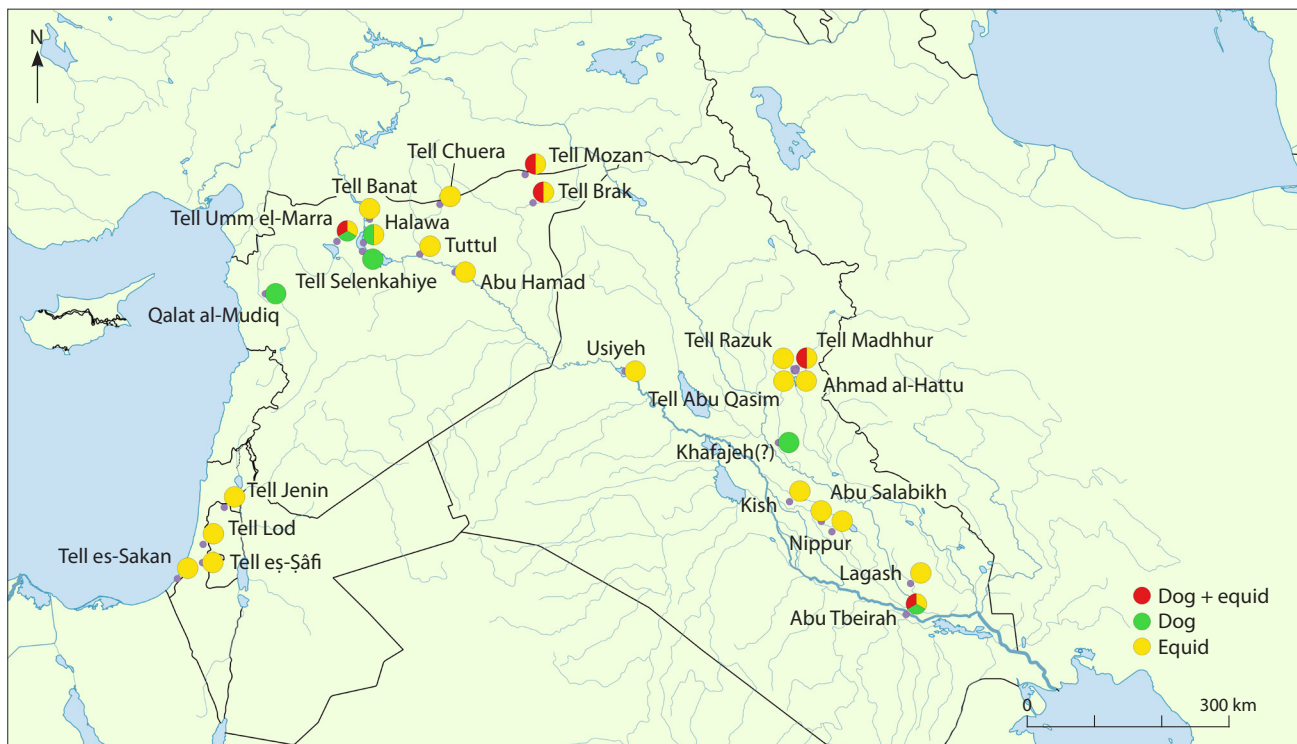 N
Tell Chuera
Tell Mozan
Tell Banat
Tell Brak
Tell Umm el-Marra
Halawa
Tuttul
Tell Selenkahiye
Abu Hamad
Qalat al-Mudiq
Usiyeh
Tell Razuk
Tell Madhhur
Tell Abu Qasim
Ahmad al-Hattu
Khafajeh(?)
Abu Salabikh
Kish
Nippur
Tell Jenin
Tell Lod
Tell es-Sakan
Tell eṣ-Ṣâfi
Lagash
Abu Tbeirah
Dog + equid
Dog
Equid
0 300 km